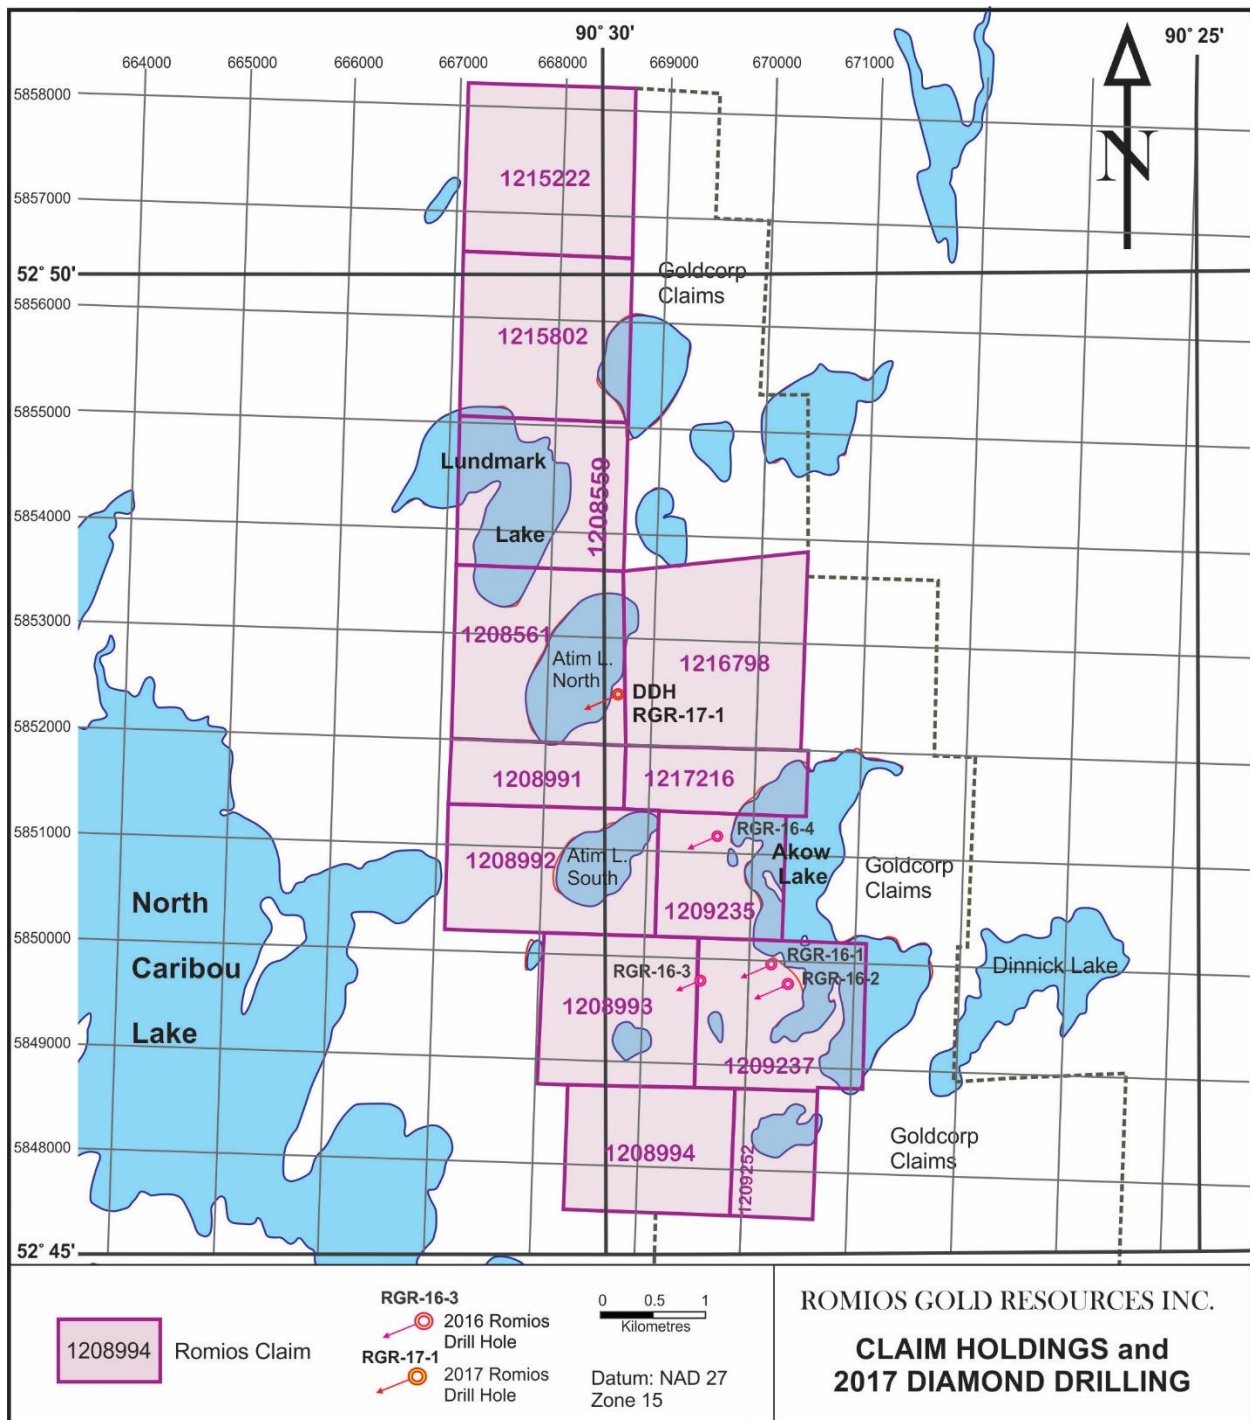 90° 30'
90° 25'
664000
665000
666000
667000
668000
669000
670000
671000
5858000
N
1215222
5857000
52° 50'
Goldcorp
Claims
5856000
1215802
5855000
Lundmark
Lake
1208559
5854000
5853000
1208561
Atim L.
North
1216798
DDH
RGR-17-1
5852000
1208991
1217216
5851000
RGR-16-4
Akow
Lake
1208992
Atim L.
South
Goldcorp
Claims
1209235
North
Caribou
Lake
5850000
RGR-16-1
RGR-16-2
RGR-16-3
Dinnick Lake
1208993
5849000
1209237
5848000
1208994
1209252
Goldcorp
Claims
52° 45'
1208994
Romios Claim
RGR-16-3
2016 Romios
Drill Hole
RGR-17-1
2017 Romios
Drill Hole
0 0.5 1
Kilometres
Datum: NAD 27
Zone 15
ROMIOS GOLD RESOURCES INC.
CLAIM HOLDINGS and
2017 DIAMOND DRILLING